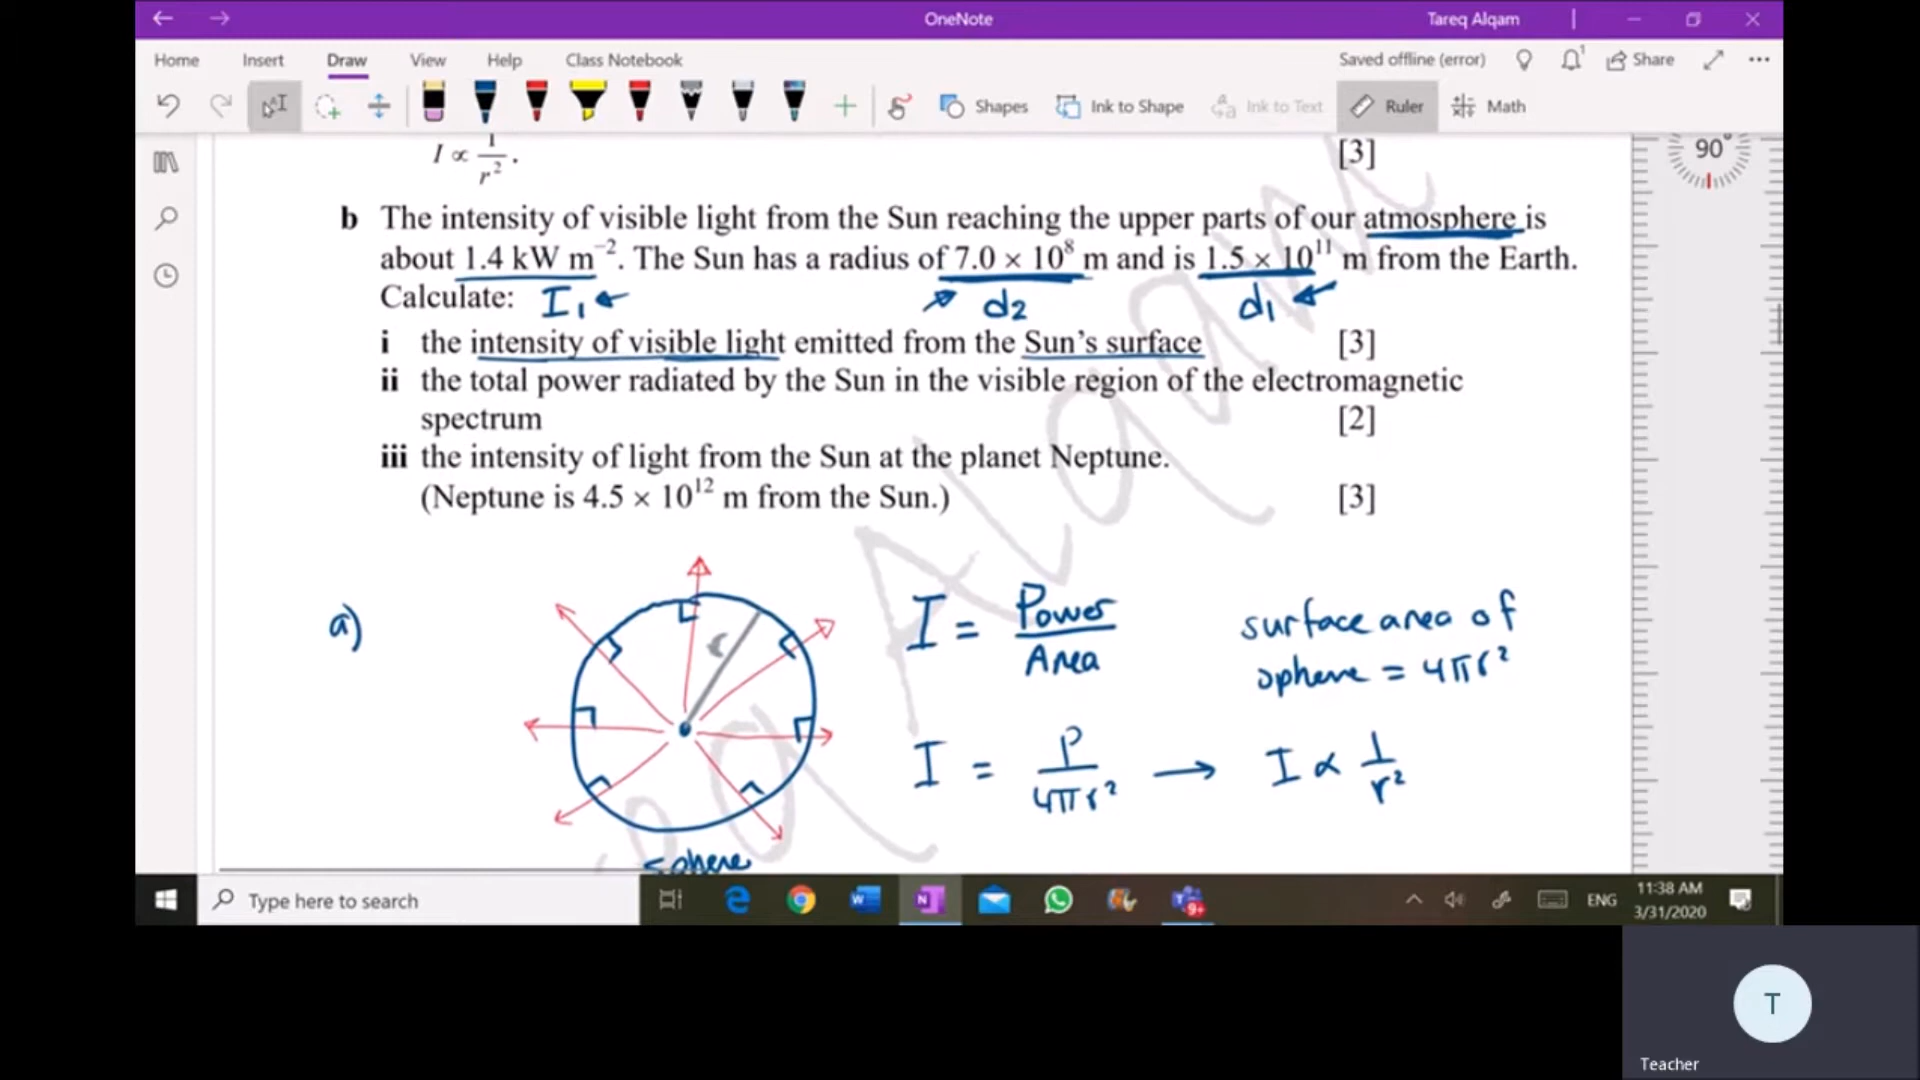 OneNote
Tareq Alqam
Home Insert Draw View Help Class Notebook
Saved offline (error) 1 Share
Shapes Ink to Shape Ink to Text Ruler Math
I ∝ 1/r². [3]
90°
b The intensity of visible light from the Sun reaching the upper parts of our atmosphere is
about 1.4 kW m⁻². The Sun has a radius of 7.0 × 10⁸ m and is 1.5 × 10¹¹ m from the Earth.
Calculate: I₁ d2 d1
i the intensity of visible light emitted from the Sun's surface [3]
ii the total power radiated by the Sun in the visible region of the electromagnetic
spectrum [2]
iii the intensity of light from the Sun at the planet Neptune.
(Neptune is 4.5 × 10¹² m from the Sun.) [3]
a)
r
I = Power/Area
surface area of
sphere = 4πr²
I = P/4πr² → I ∝ 1/r²
sphere
Type here to search
9+
ENG
11:38 AM
3/31/2020
T
Teacher